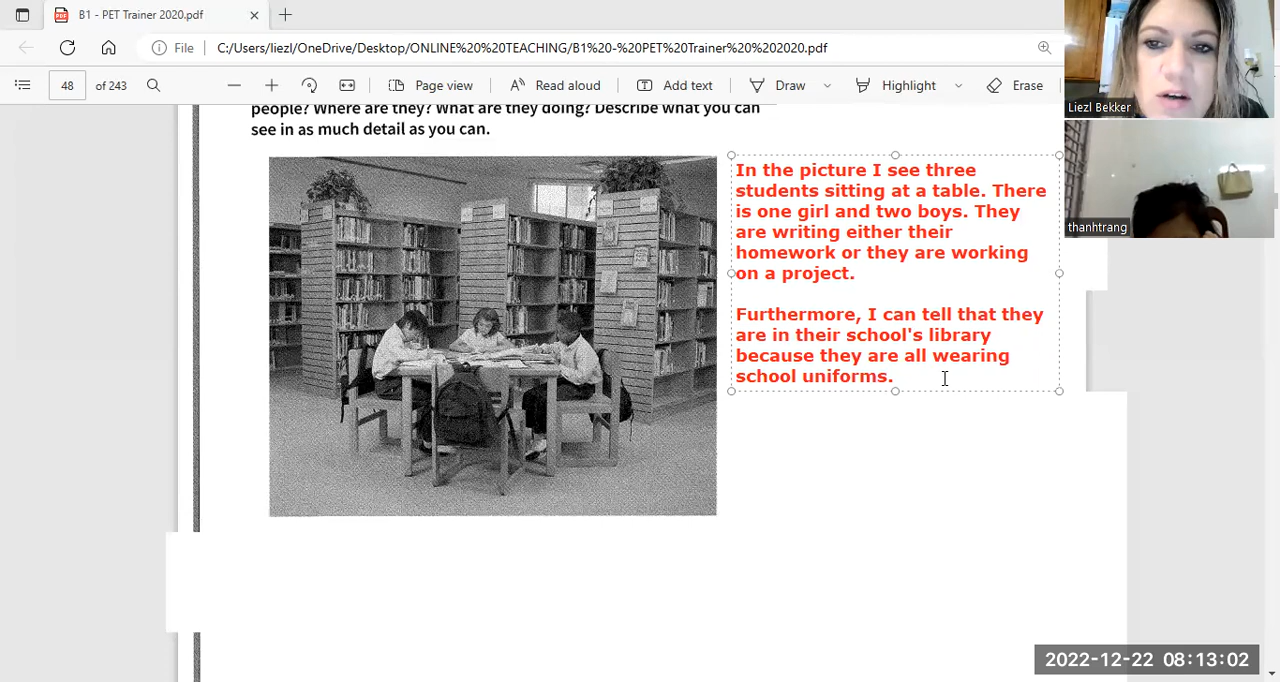 B1 - PET Trainer 2020.pdf
File
C:/Users/liezl/OneDrive/Desktop/ONLINE%20%20TEACHING/B1%20-%20PET%20Trainer%20%202020.pdf
48 of 243
Page view
Read aloud
Add text
Draw
Highlight
Erase
Liezl Bekker
thanhtrang
people? Where are they? What are they doing? Describe what you can
see in as much detail as you can.
In the picture I see three
students sitting at a table. There
is one girl and two boys. They
are writing either their
homework or they are working
on a project.
Furthermore, I can tell that they
are in their school's library
because they are all wearing
school uniforms.
2022-12-22 08:13:02